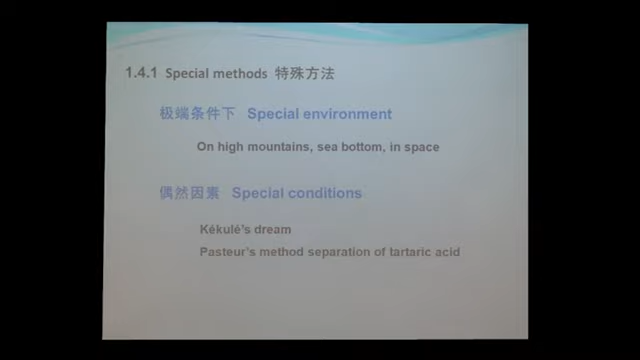 1.4.1 Special methods 特殊方法
极端条件下 Special environment
On high mountains, sea bottom, in space
偶然因素 Special conditions
Kékulé's dream
Pasteur's method separation of tartaric acid